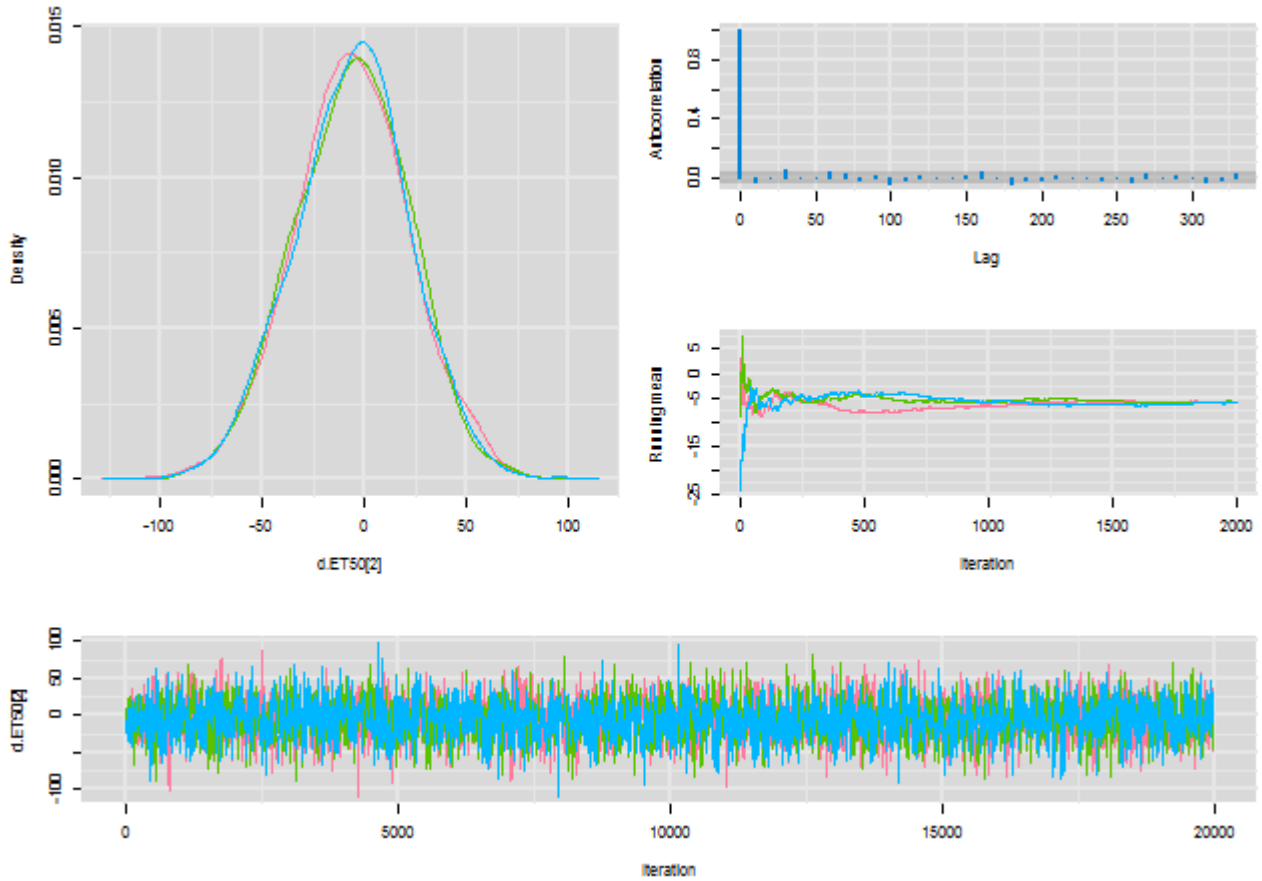 Density
0.000 0.005 0.010 0.015
-100 -50 0 50 100
d.ET50[2]
Autocorrelation
0.0 0.4 0.8
0 50 100 150 200 250 300
Lag
Running mean
-25 -15 -5 0 5
0 500 1000 1500 2000
Iteration
d.ET50[2]
-100 0 50 100
0 5000 10000 15000 20000
Iteration